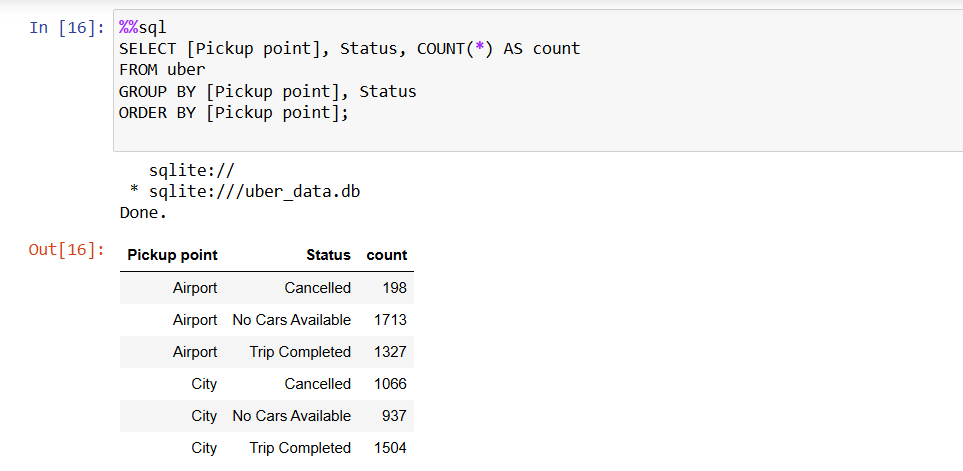 In [16]: %%sql
SELECT [Pickup point], Status, COUNT(*) AS count
FROM uber
GROUP BY [Pickup point], Status
ORDER BY [Pickup point];
sqlite://
* sqlite:///uber_data.db
Done.
Out[16]:
Pickup point Status count
Airport Cancelled 198
Airport No Cars Available 1713
Airport Trip Completed 1327
City Cancelled 1066
City No Cars Available 937
City Trip Completed 1504